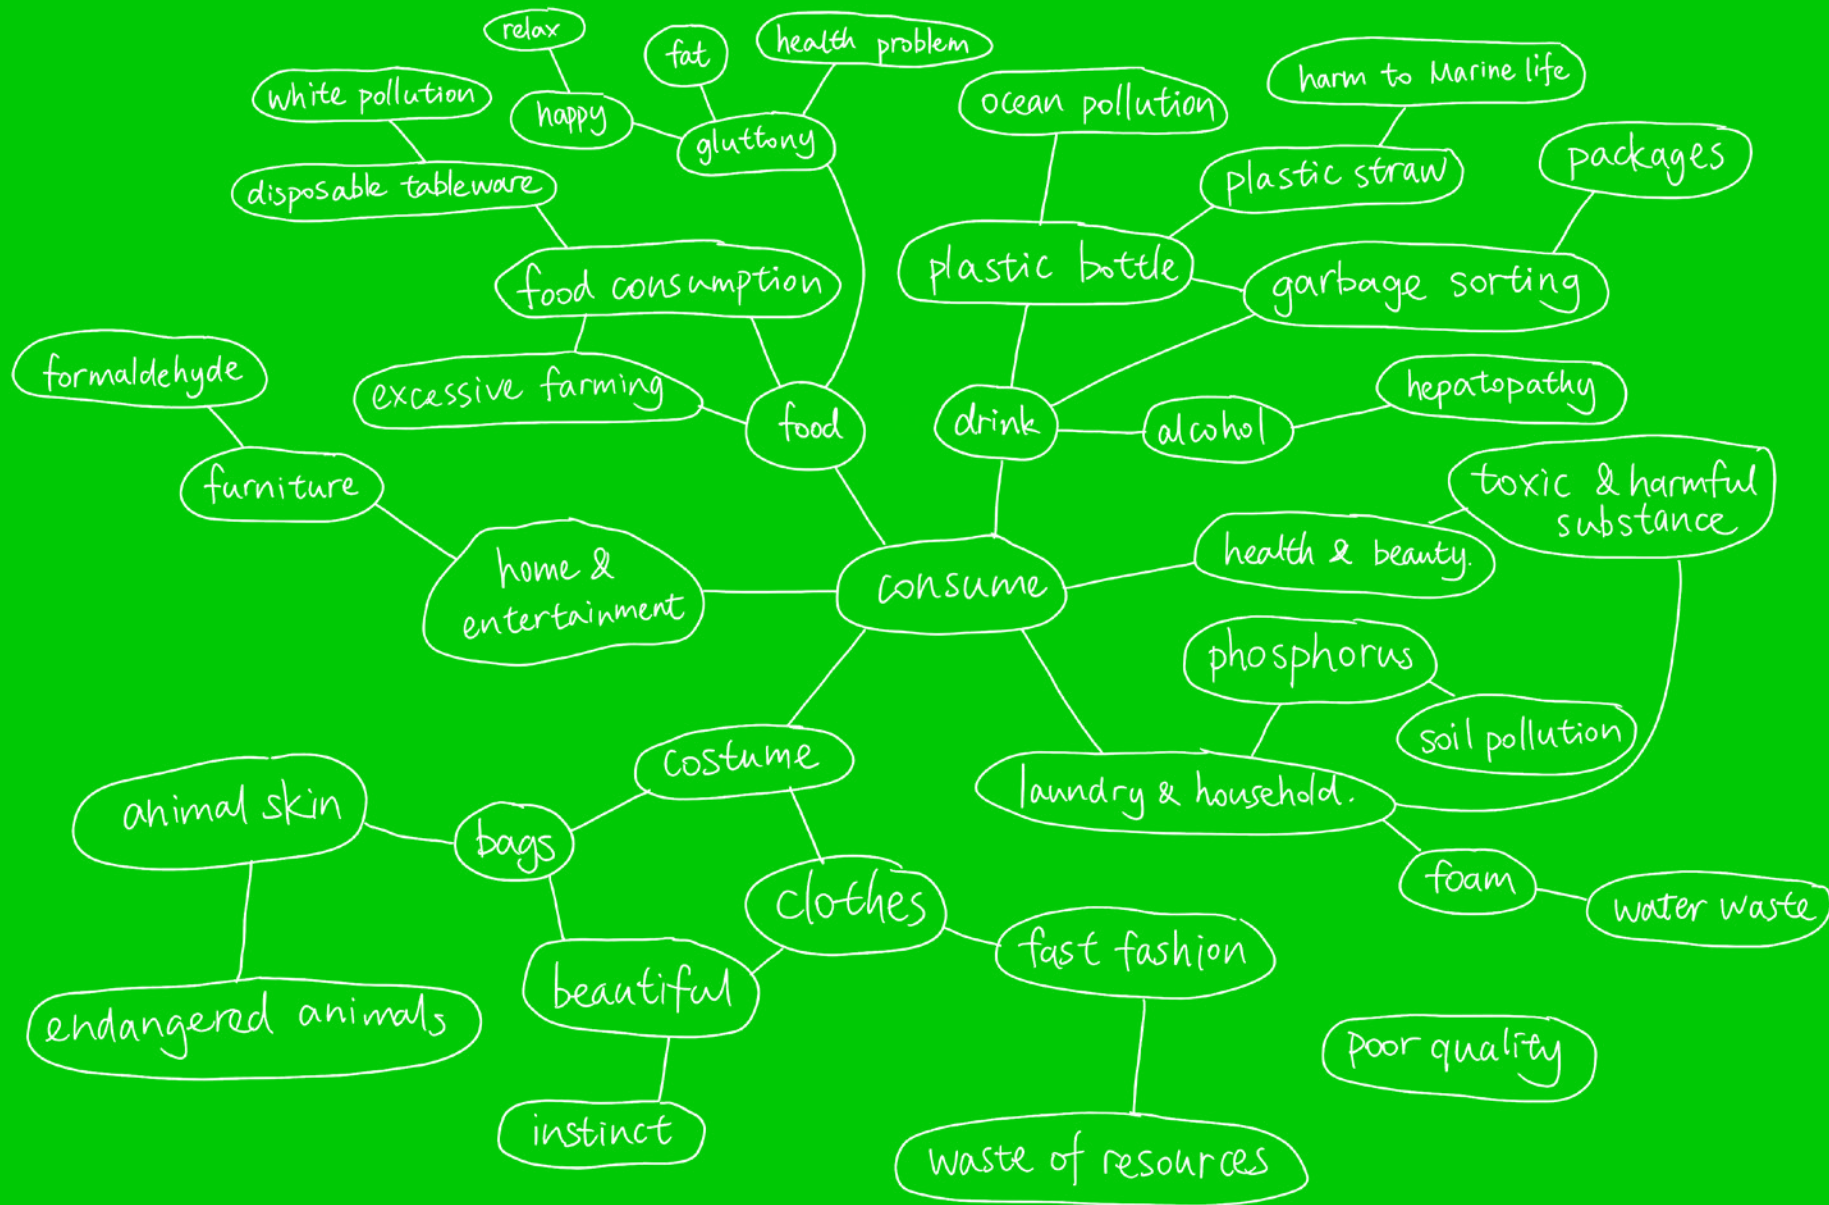 relax
fat
health problem
white pollution
happy
gluttony
disposable tableware
food consumption
excessive farming
food
formaldehyde
furniture
home &
entertainment
ocean pollution
harm to Marine life
plastic straw
packages
plastic bottle
garbage sorting
drink
alcohol
hepatopathy
toxic & harmful
substance
health & beauty.
consume
phosphorus
soil pollution
laundry & household.
foam
water waste
costume
animal skin
bags
clothes
beautiful
fast fashion
endangered animals
instinct
poor quality
waste of resources